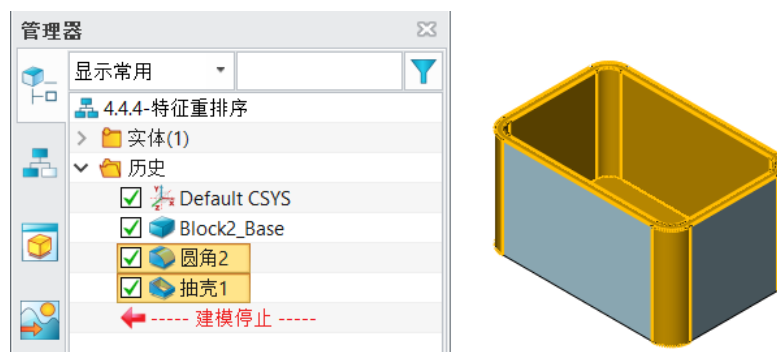 管理器
显示常用
4.4.4-特征重排序
实体(1)
历史
Default CSYS
Block2_Base
圆角2
抽壳1
----- 建模停止 -----